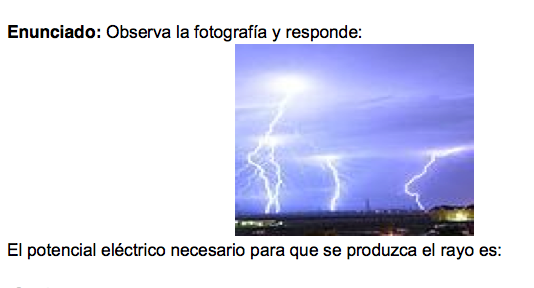 Enunciado: Observa la fotografía y responde:
El potencial eléctrico necesario para que se produzca el rayo es: